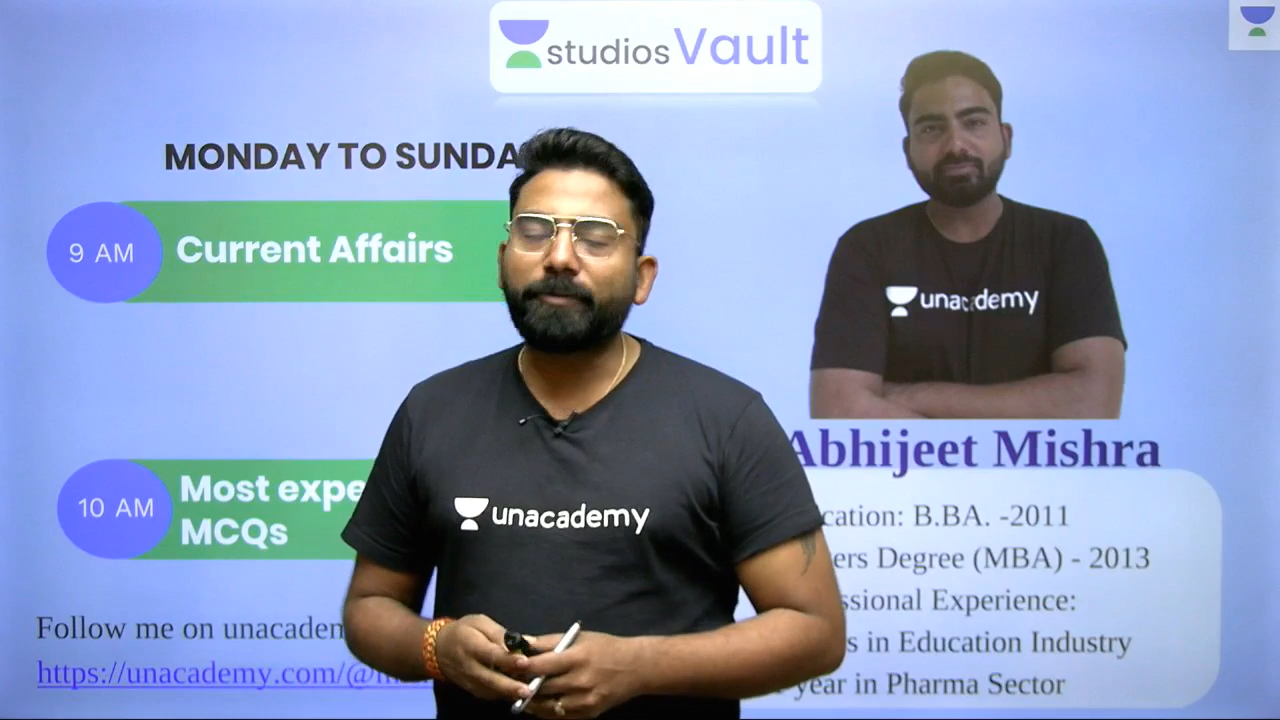 studios Vault
MONDAY TO SUNDA
9 AM
Current Affairs
10 AM
Most expe
MCQs
Follow me on unacadem
https://unacademy.com/@m
unacademy
unacademy
Abhijeet Mishra
cation: B.BA. -2011
ers Degree (MBA) - 2013
ssional Experience:
s in Education Industry
year in Pharma Sector